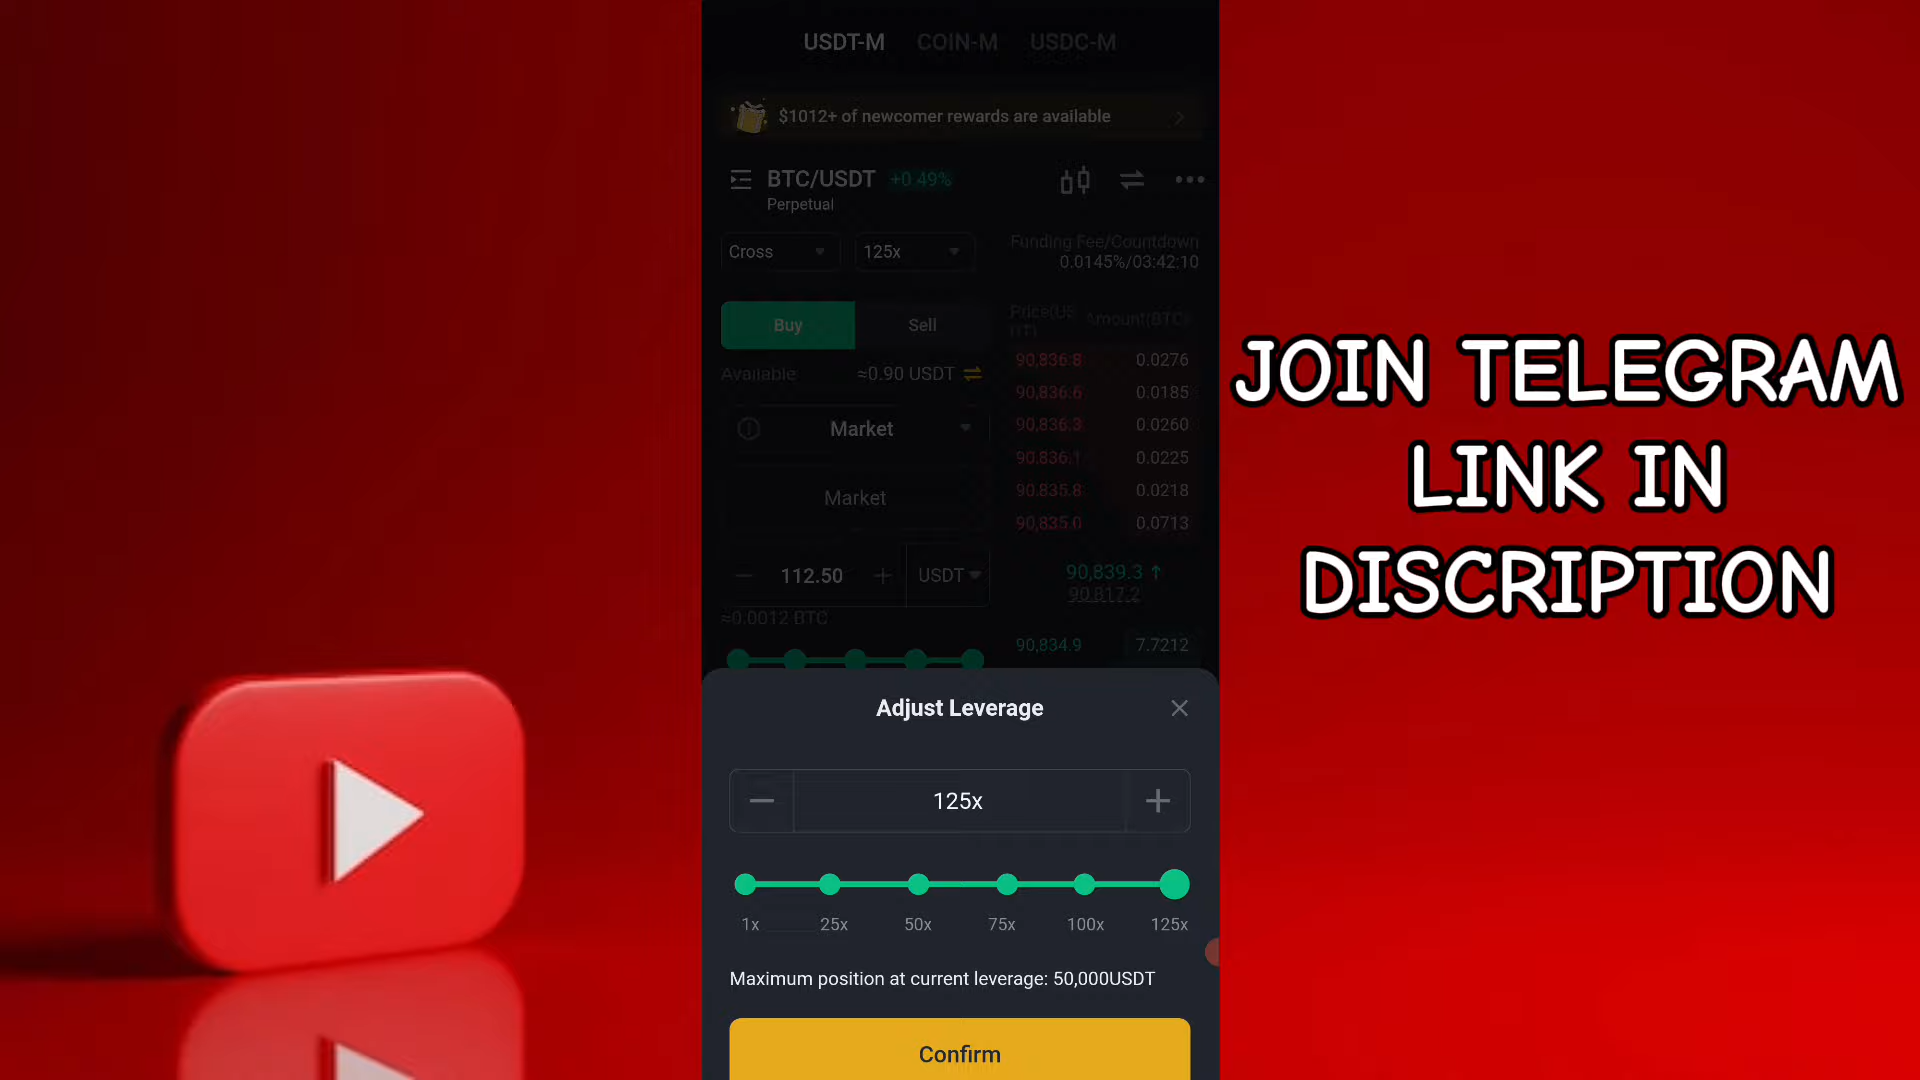 USDT-M COIN-M USDC-M
$1012+ of newcomer rewards are available
BTC/USDT +0.49%
Perpetual
Cross 125x
Funding Fee/Countdown
0.0145%/03:42:10
Buy Sell
Price(US
DT) Amount(BTC)
Available ≈0.90 USDT
90,836.8 0.0276
90,836.6 0.0185
Market
90,836.3 0.0260
90,836.1 0.0225
Market
90,835.8 0.0218
90,835.0 0.0713
112.50 USDT
≈0.0012 BTC
90,839.3
90,817.2
90,834.9 7.7212
Adjust Leverage
125x
1x 25x 50x 75x 100x 125x
Maximum position at current leverage: 50,000USDT
Confirm
JOIN TELEGRAM
LINK IN
DISCRIPTION